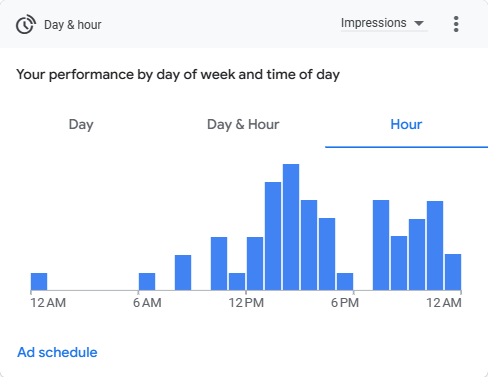 Day & hour
Impressions
Your performance by day of week and time of day
Day
Day & Hour
Hour
12 AM
6 AM
12 PM
6 PM
12 AM
Ad schedule